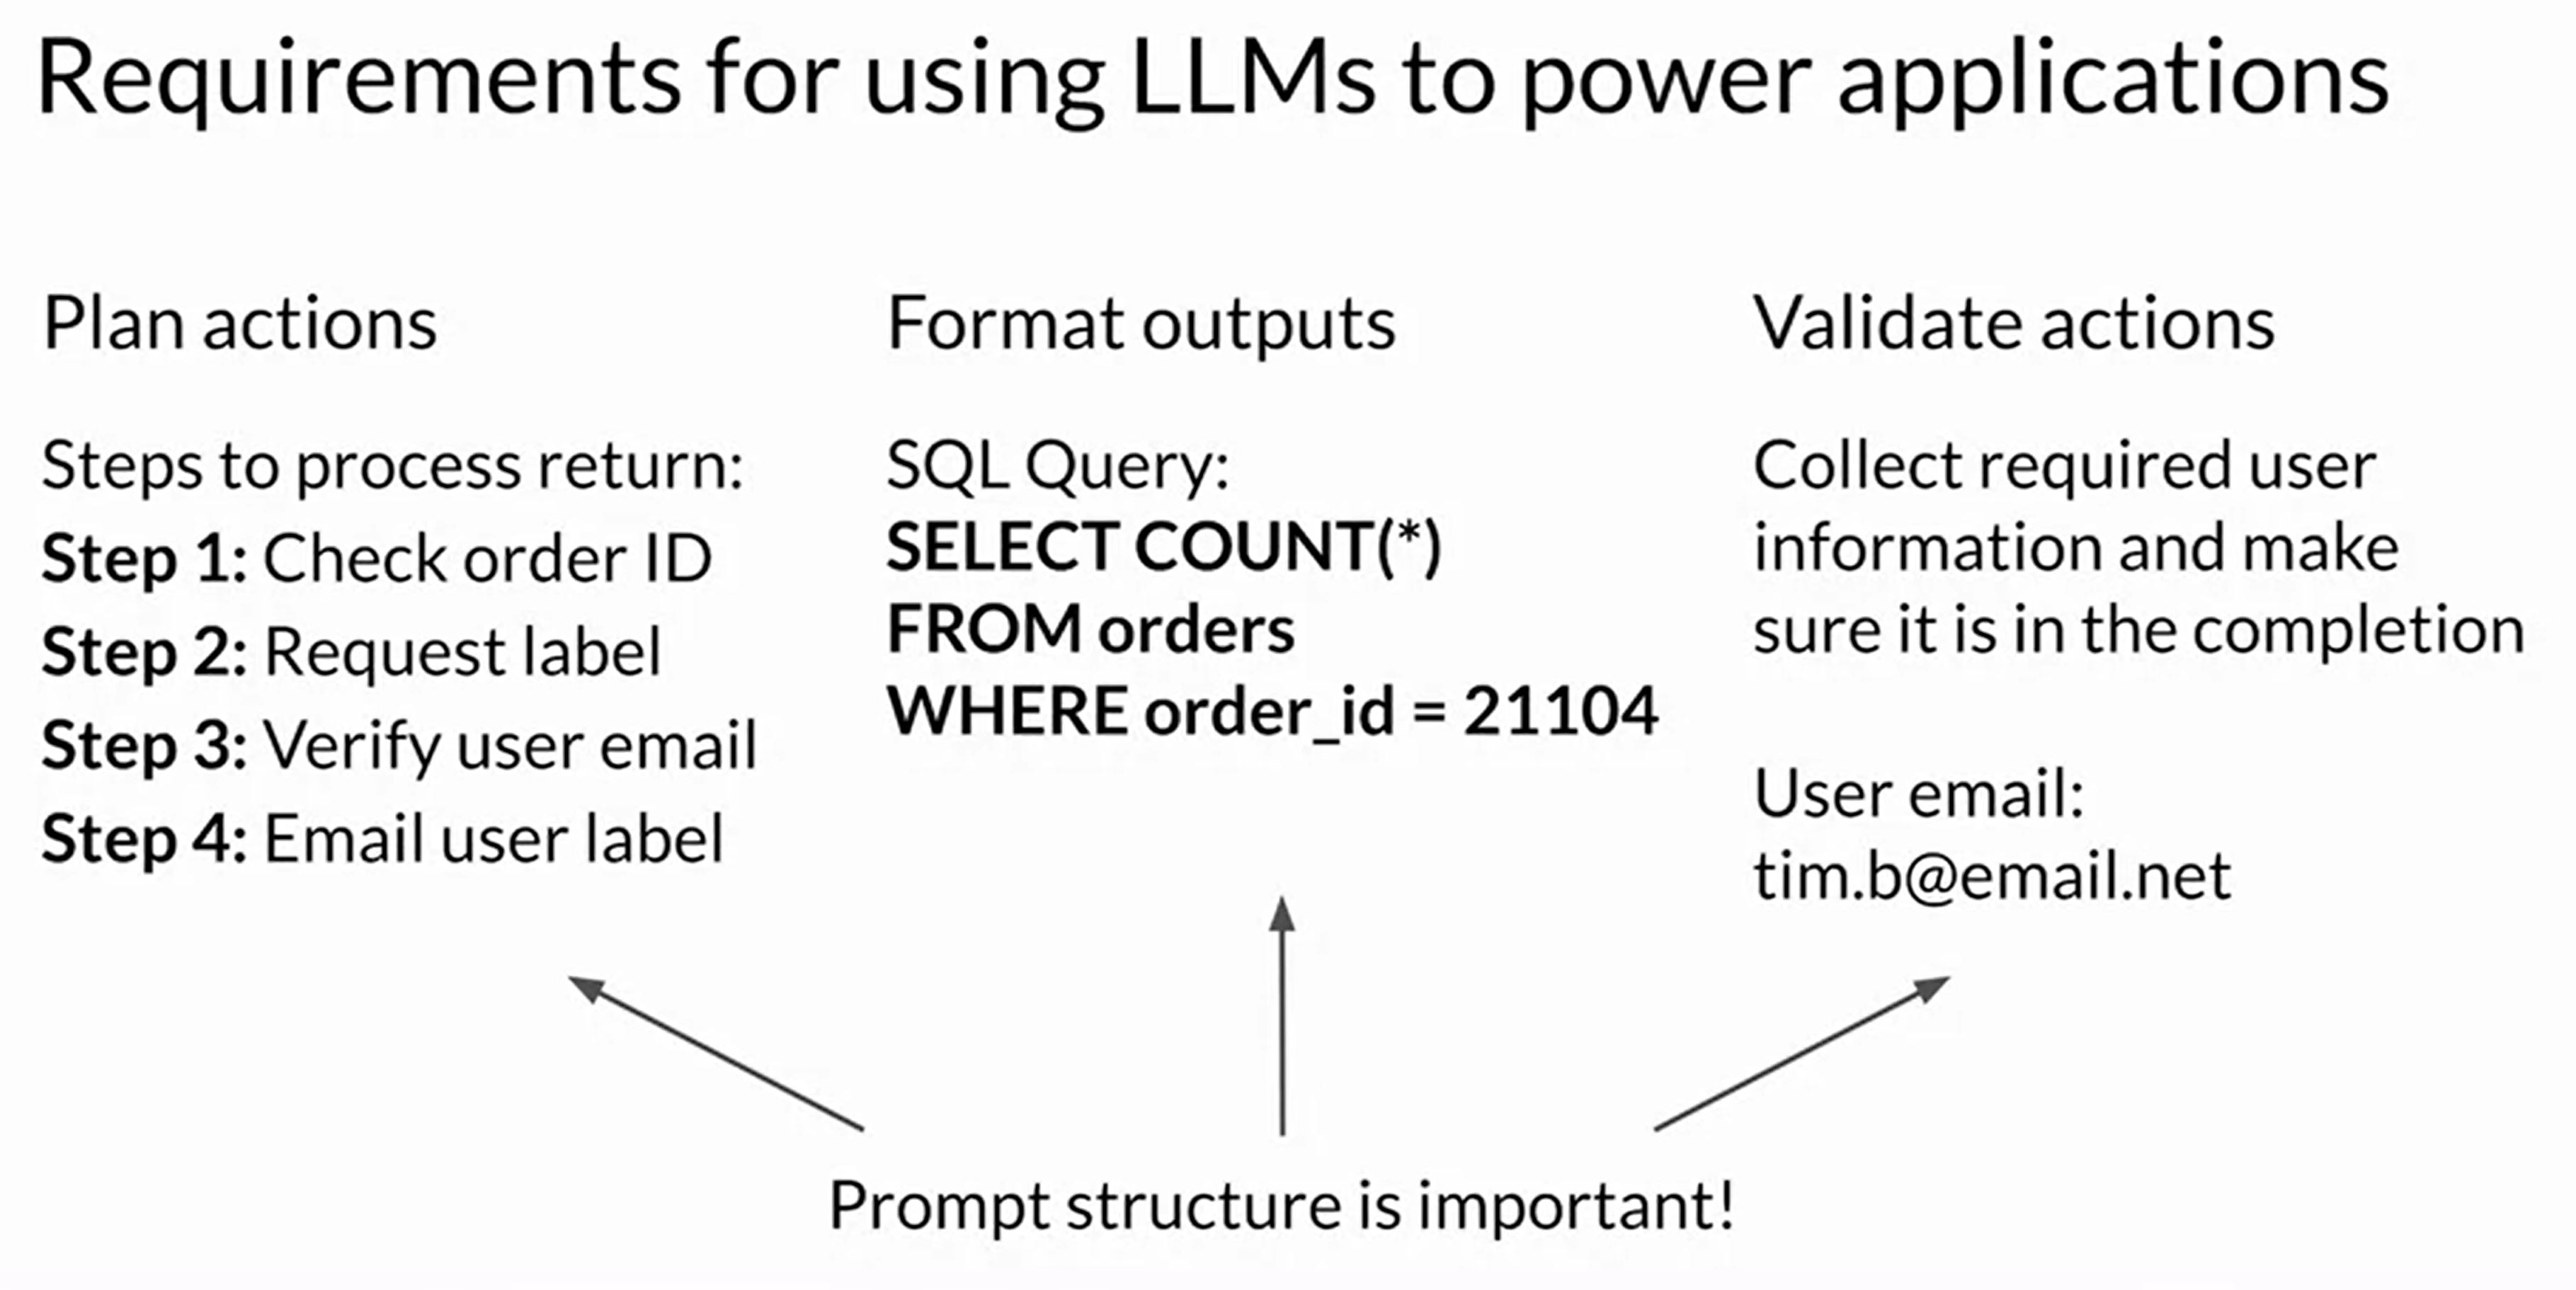 Requirements for using LLMs to power applications
Plan actions
Steps to process return:
Step 1: Check order ID
Step 2: Request label
Step 3: Verify user email
Step 4: Email user label
Format outputs
SQL Query:
SELECT COUNT(*)
FROM orders
WHERE order_id = 21104
Validate actions
Collect required user
information and make
sure it is in the completion
User email:
tim.b@email.net
Prompt structure is important!